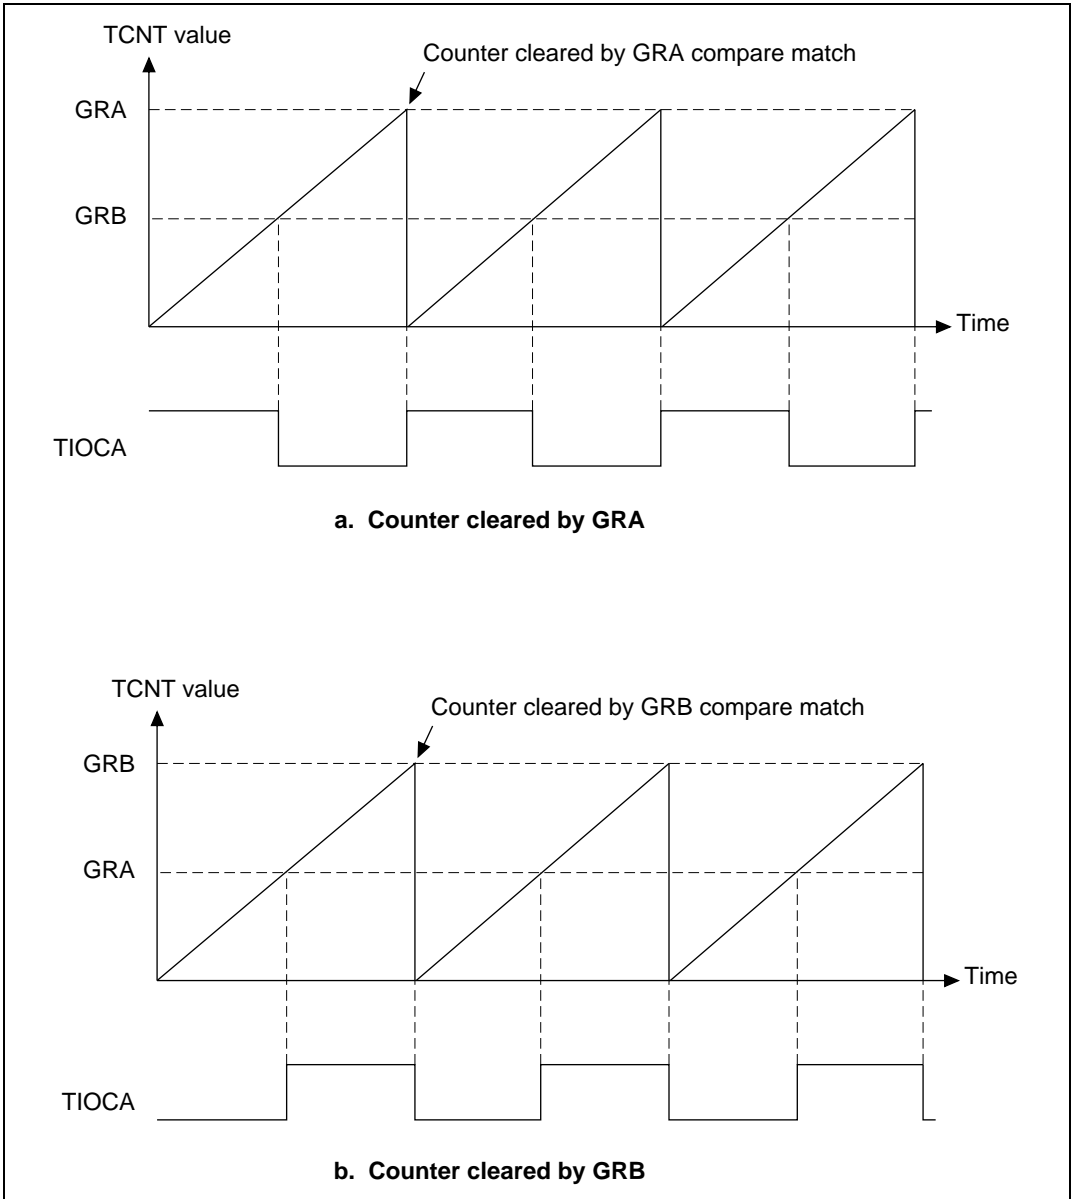 TCNT value
Counter cleared by GRA compare match
GRA
GRB
Time
TIOCA
a. Counter cleared by GRA
TCNT value
Counter cleared by GRB compare match
GRB
GRA
Time
TIOCA
b. Counter cleared by GRB